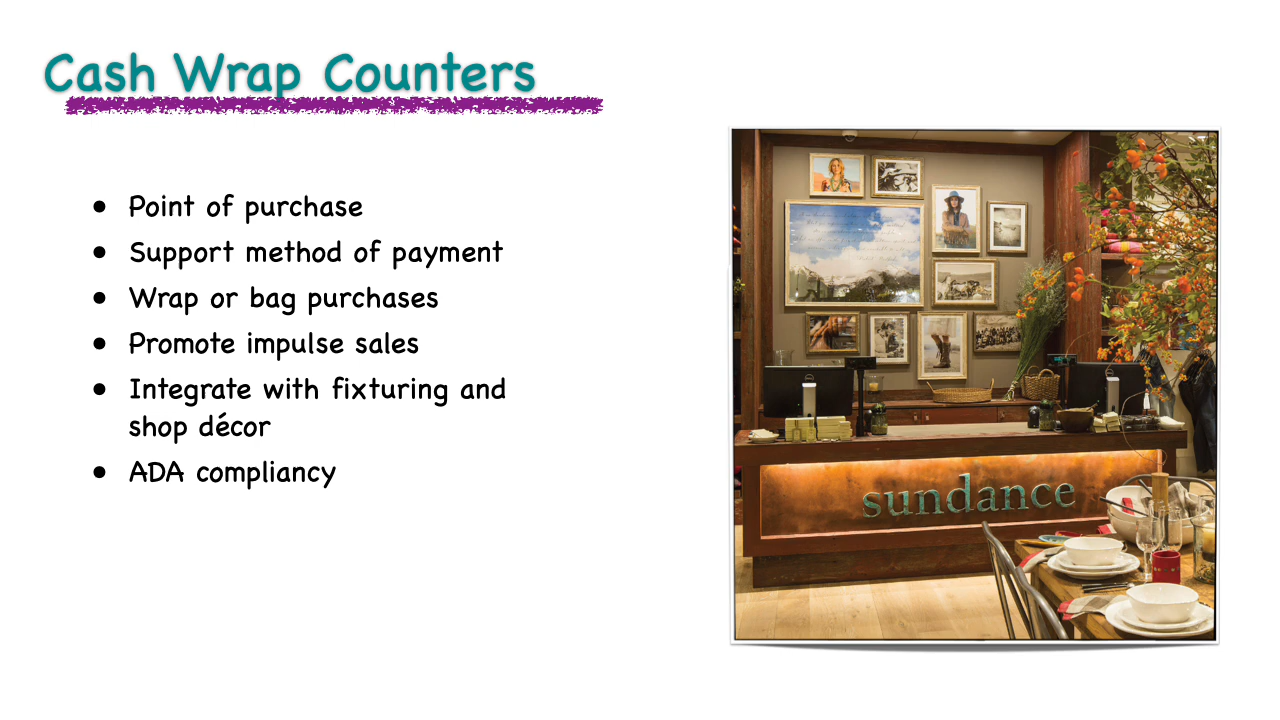 Cash Wrap Counters
• Point of purchase
• Support method of payment
• Wrap or bag purchases
• Promote impulse sales
• Integrate with fixturing and
shop décor
• ADA compliancy
sundance